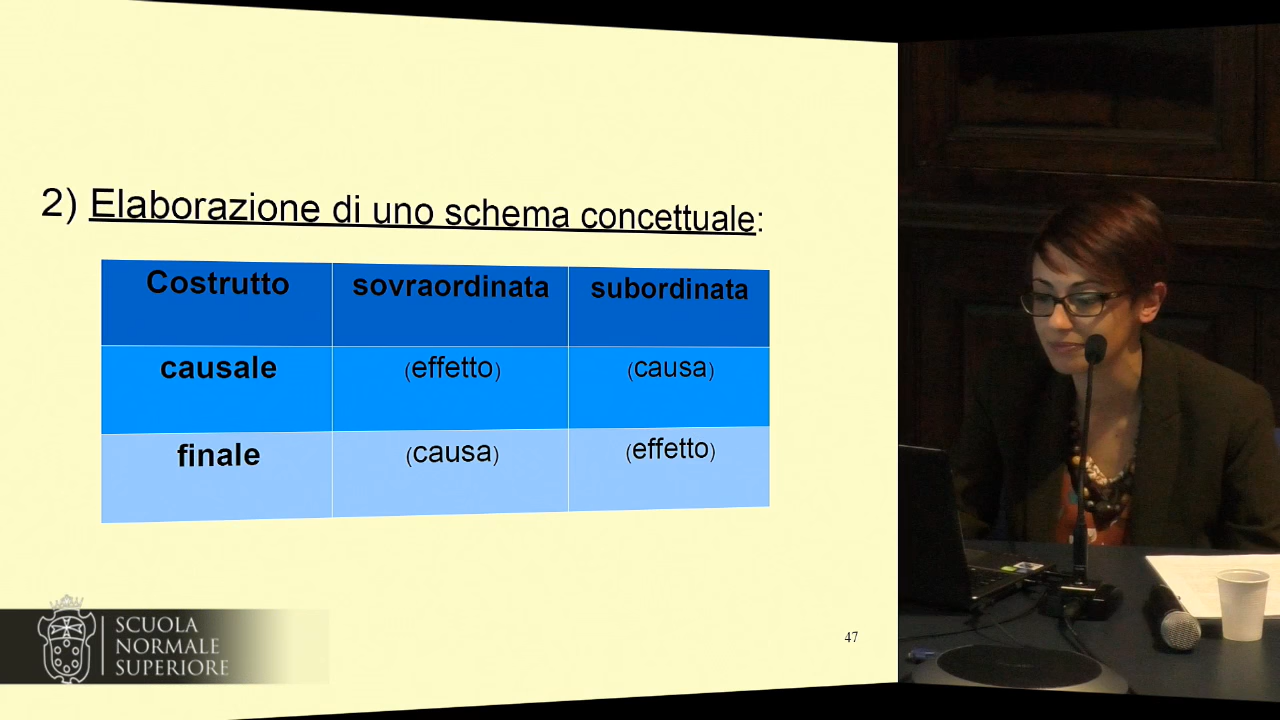 2) Elaborazione di uno schema concettuale:
Costrutto sovraordinata subordinata
causale (effetto) (causa)
finale (causa) (effetto)
SCUOLA
NORMALE
SUPERIORE
47